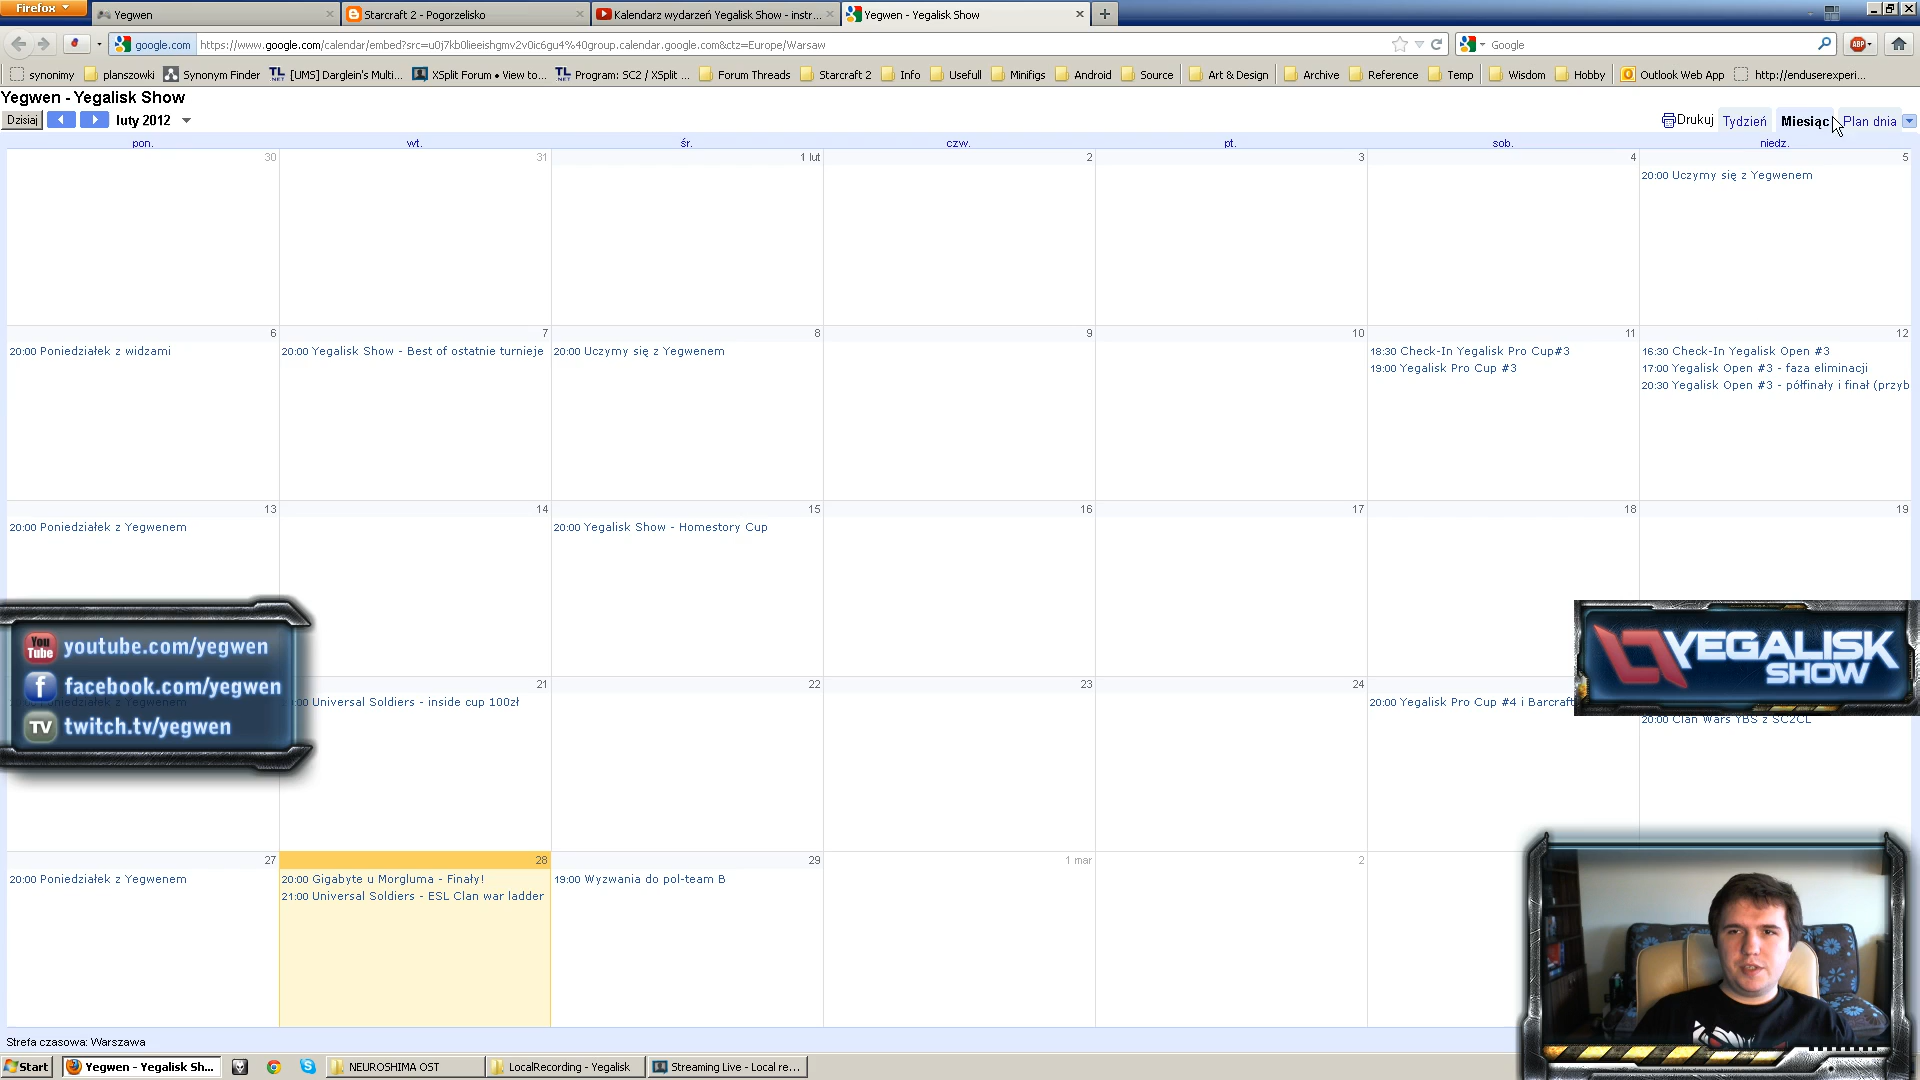 Firefox
Yegwen
Starcraft 2 - Pogorzelisko
Kalendarz wydarzeń Yegalisk Show - instr...
Yegwen - Yegalisk Show
google.com
https://www.google.com/calendar/embed?src=u0j7kb0lieeishgmv2v0ic6gu4%40group.calendar.google.com&ctz=Europe/Warsaw
Google
ABP
synonimy
planszowki
Synonym Finder
[UMS] Darglein's Multi...
XSplit Forum • View to...
Program: SC2 / XSplit ...
Forum Threads
Starcraft 2
Info
Usefull
Minifigs
Android
Source
Art & Design
Archive
Reference
Temp
Wisdom
Hobby
Outlook Web App
http://enduserexperi...
Yegwen - Yegalisk Show
Dzisiaj
luty 2012
Drukuj
Tydzień
Miesiąc
Plan dnia
pon.
wt.
śr.
czw.
pt.
sob.
niedz.
30
31
1 lut
2
3
4
5
20:00 Uczymy się z Yegwenem
6
7
8
9
10
11
12
20:00 Poniedziałek z widzami
20:00 Yegalisk Show - Best of ostatnie turnieje
20:00 Uczymy się z Yegwenem
18:30 Check-In Yegalisk Pro Cup#3
19:00 Yegalisk Pro Cup #3
16:30 Check-In Yegalisk Open #3
17:00 Yegalisk Open #3 - faza eliminacji
20:30 Yegalisk Open #3 - półfinały i finał (przyb
13
14
15
16
17
18
19
20:00 Poniedziałek z Yegwenem
20:00 Yegalisk Show - Homestory Cup
You Tube youtube.com/yegwen
facebook.com/yegwen
TV twitch.tv/yegwen
YEGALISK
SHOW
21
22
23
24
Poniedziałek z Yegwenem
Universal Soldiers - inside cup 100zł
20:00 Yegalisk Pro Cup #4 i Barcraft
20:00 Clan Wars YBS z SC2CL
27
28
29
1 mar
2
20:00 Poniedziałek z Yegwenem
20:00 Gigabyte u Morgluma - Finały!
21:00 Universal Soldiers - ESL Clan war ladder
19:00 Wyzwania do pol-team B
Strefa czasowa: Warszawa
Start
Yegwen - Yegalisk Sh...
NEUROSHIMA OST
LocalRecording - Yegalisk
Streaming Live - Local re...